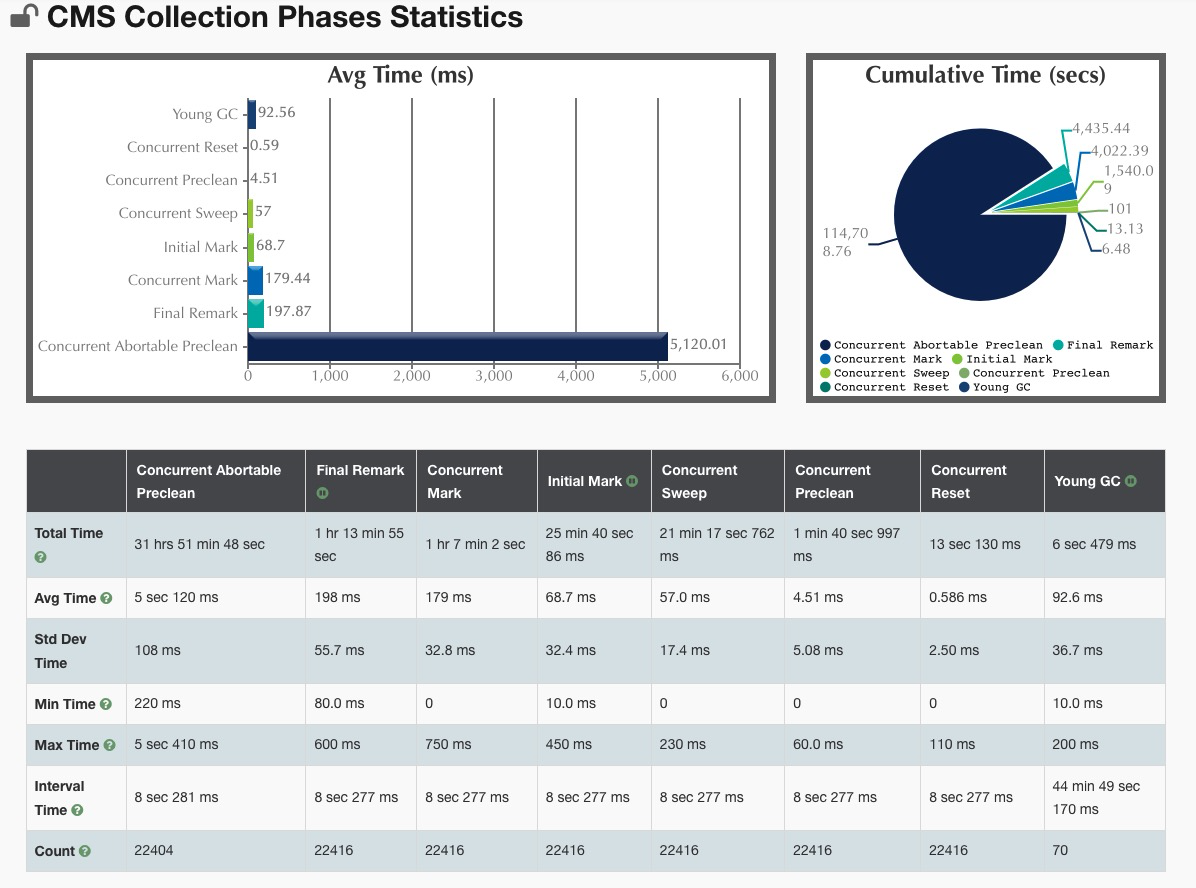 CMS Collection Phases Statistics
Avg Time (ms)
Young GC 92.56
Concurrent Reset 0.59
Concurrent Preclean 4.51
Concurrent Sweep 57
Initial Mark 68.7
Concurrent Mark 179.44
Final Remark 197.87
Concurrent Abortable Preclean 5,120.01
0 1,000 2,000 3,000 4,000 5,000 6,000
Cumulative Time (secs)
4,435.44
4,022.39
1,540.0
9
101
13.13
6.48
114,70
8.76
Concurrent Abortable Preclean Final Remark
Concurrent Mark Initial Mark
Concurrent Sweep Concurrent Preclean
Concurrent Reset Young GC
Concurrent Abortable Preclean Final Remark Concurrent Mark Initial Mark Concurrent Sweep Concurrent Preclean Concurrent Reset Young GC
Total Time 31 hrs 51 min 48 sec 1 hr 13 min 55 sec 1 hr 7 min 2 sec 25 min 40 sec 86 ms 21 min 17 sec 762 ms 1 min 40 sec 997 ms 13 sec 130 ms 6 sec 479 ms
Avg Time 5 sec 120 ms 198 ms 179 ms 68.7 ms 57.0 ms 4.51 ms 0.586 ms 92.6 ms
Std Dev Time 108 ms 55.7 ms 32.8 ms 32.4 ms 17.4 ms 5.08 ms 2.50 ms 36.7 ms
Min Time 220 ms 80.0 ms 0 10.0 ms 0 0 0 10.0 ms
Max Time 5 sec 410 ms 600 ms 750 ms 450 ms 230 ms 60.0 ms 110 ms 200 ms
Interval Time 8 sec 281 ms 8 sec 277 ms 8 sec 277 ms 8 sec 277 ms 8 sec 277 ms 8 sec 277 ms 8 sec 277 ms 44 min 49 sec 170 ms
Count 22404 22416 22416 22416 22416 22416 22416 70